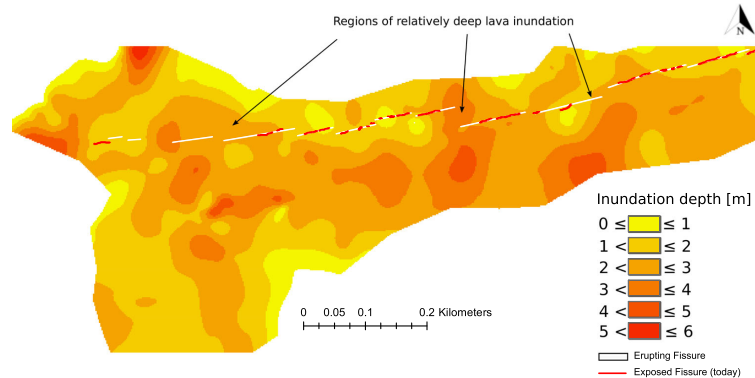 Regions of relatively deep lava inundation
N
Inundation depth [m]
0 ≤ ≤ 1
1 < ≤ 2
2 < ≤ 3
3 < ≤ 4
4 < ≤ 5
5 < ≤ 6
0 0.05 0.1 0.2 Kilometers
Erupting Fissure
Exposed Fissure (today)